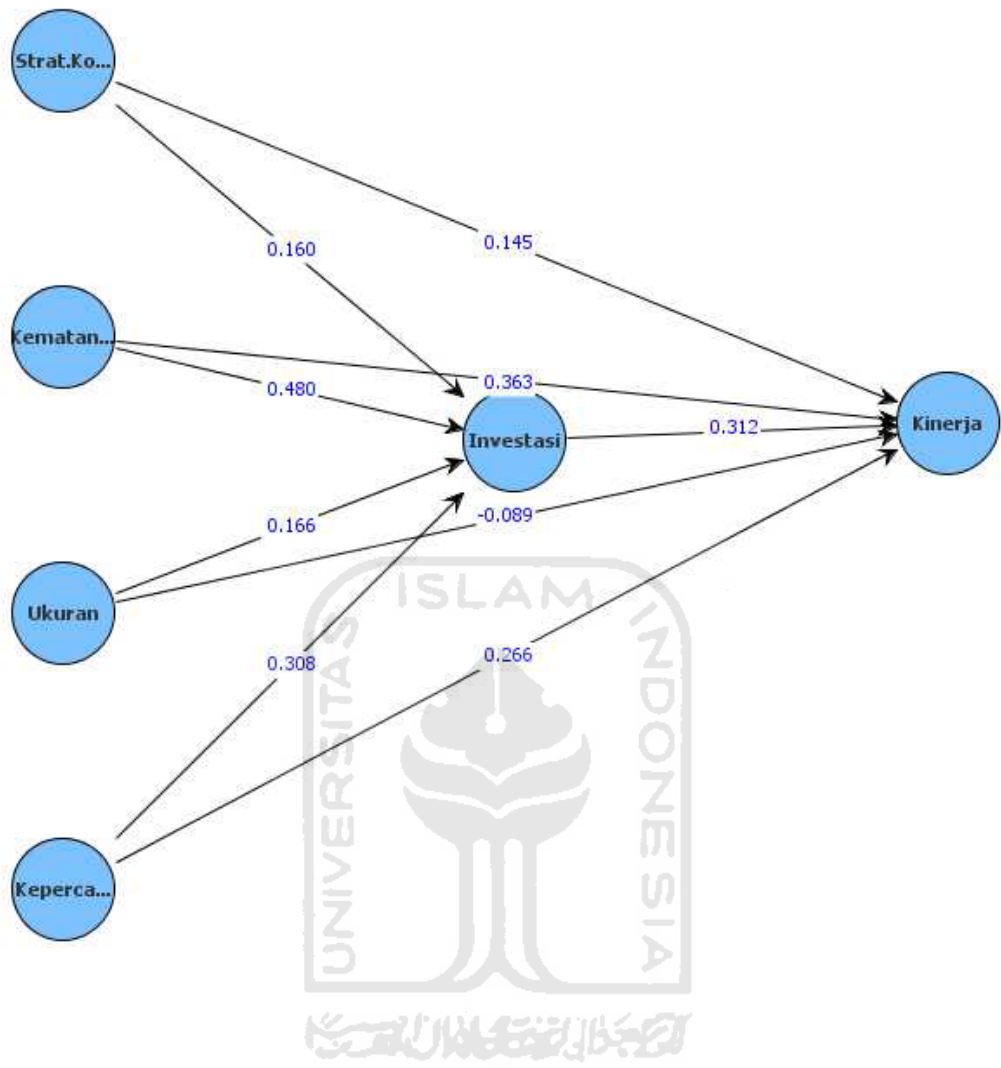 Strat.Ko...
0.160
0.145
Kematan...
0.480
0.363
Investasi
0.312
Kinerja
0.166
-0.089
Ukuran
ISLAM
UNIVERSITAS
INDONESIA
0.308
0.266
Keperca...